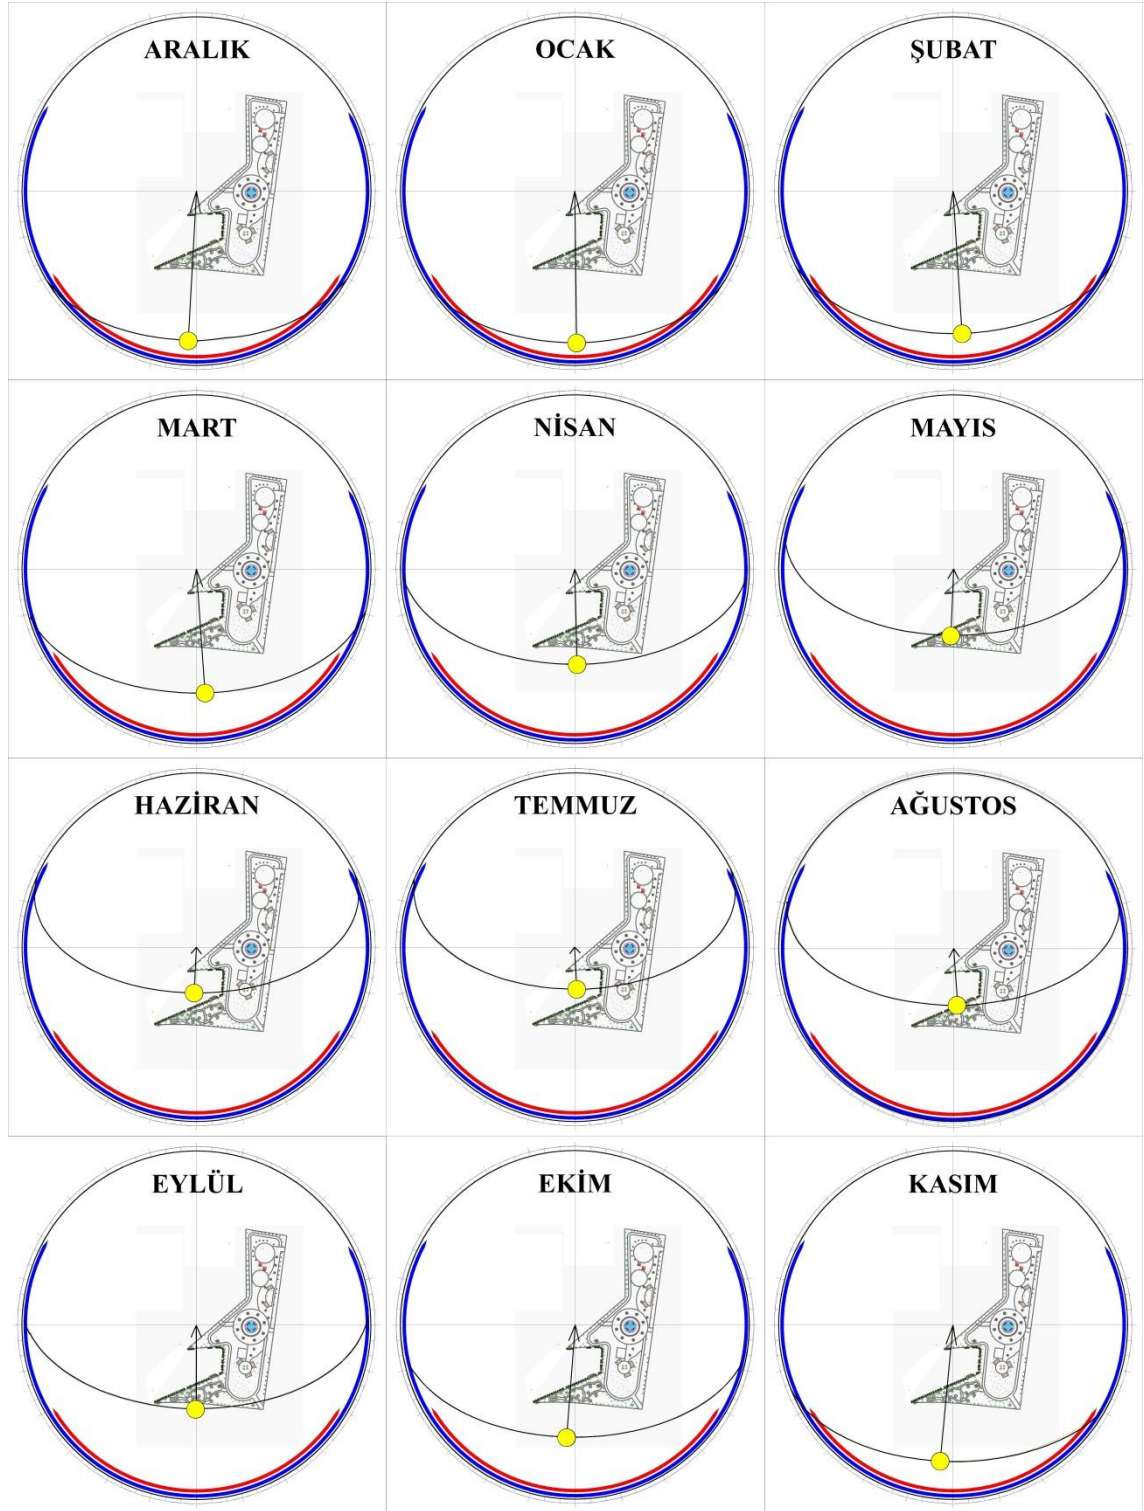 ARALIK
OCAK
ŞUBAT
MART
NİSAN
MAYIS
HAZİRAN
TEMMUZ
AĞUSTOS
EYLÜL
EKİM
KASIM